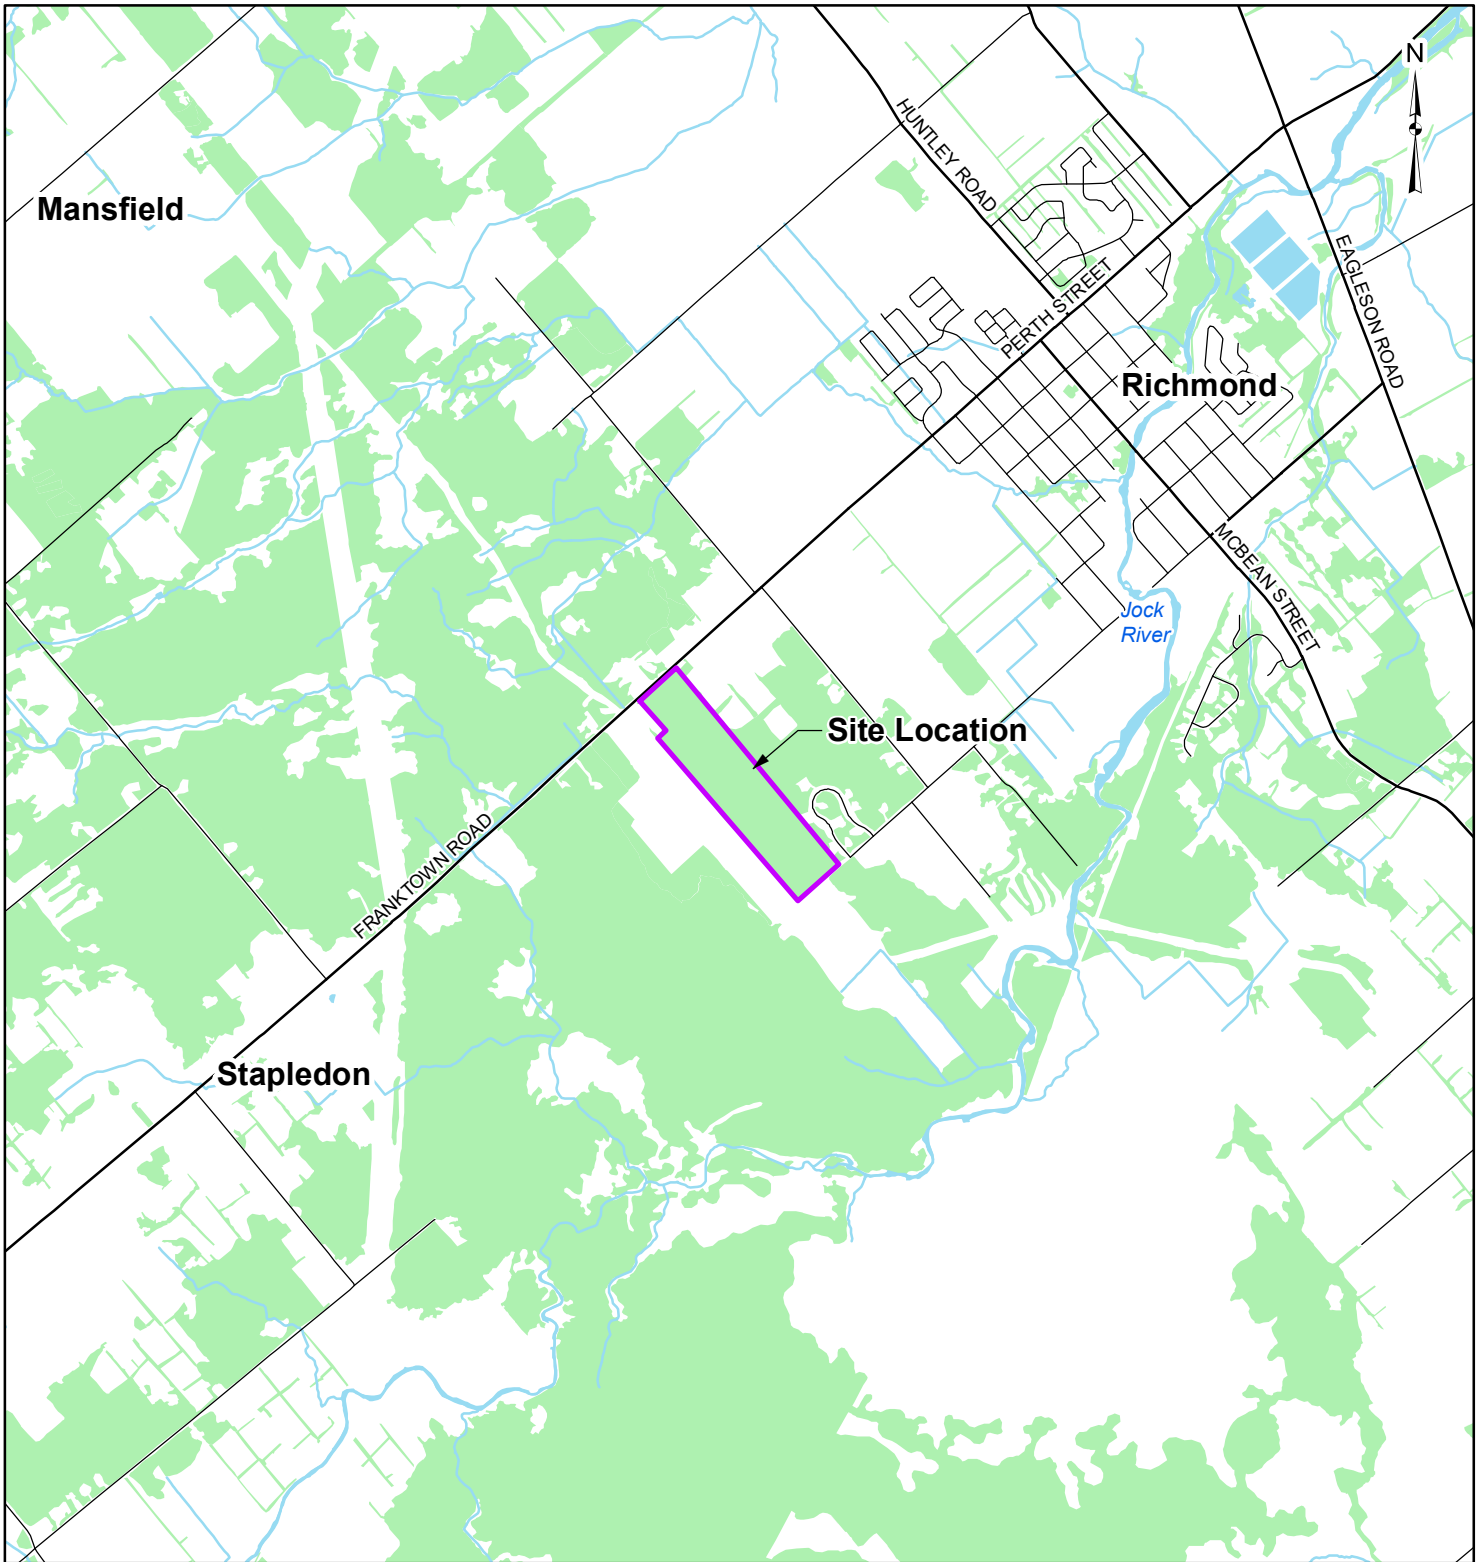 N
HUNTLEY ROAD
Mansfield
EAGLESON ROAD
PERTH STREET
Richmond
MCBEAN STREET
Jock
River
Site Location
FRANKTOWN ROAD
Stapledon